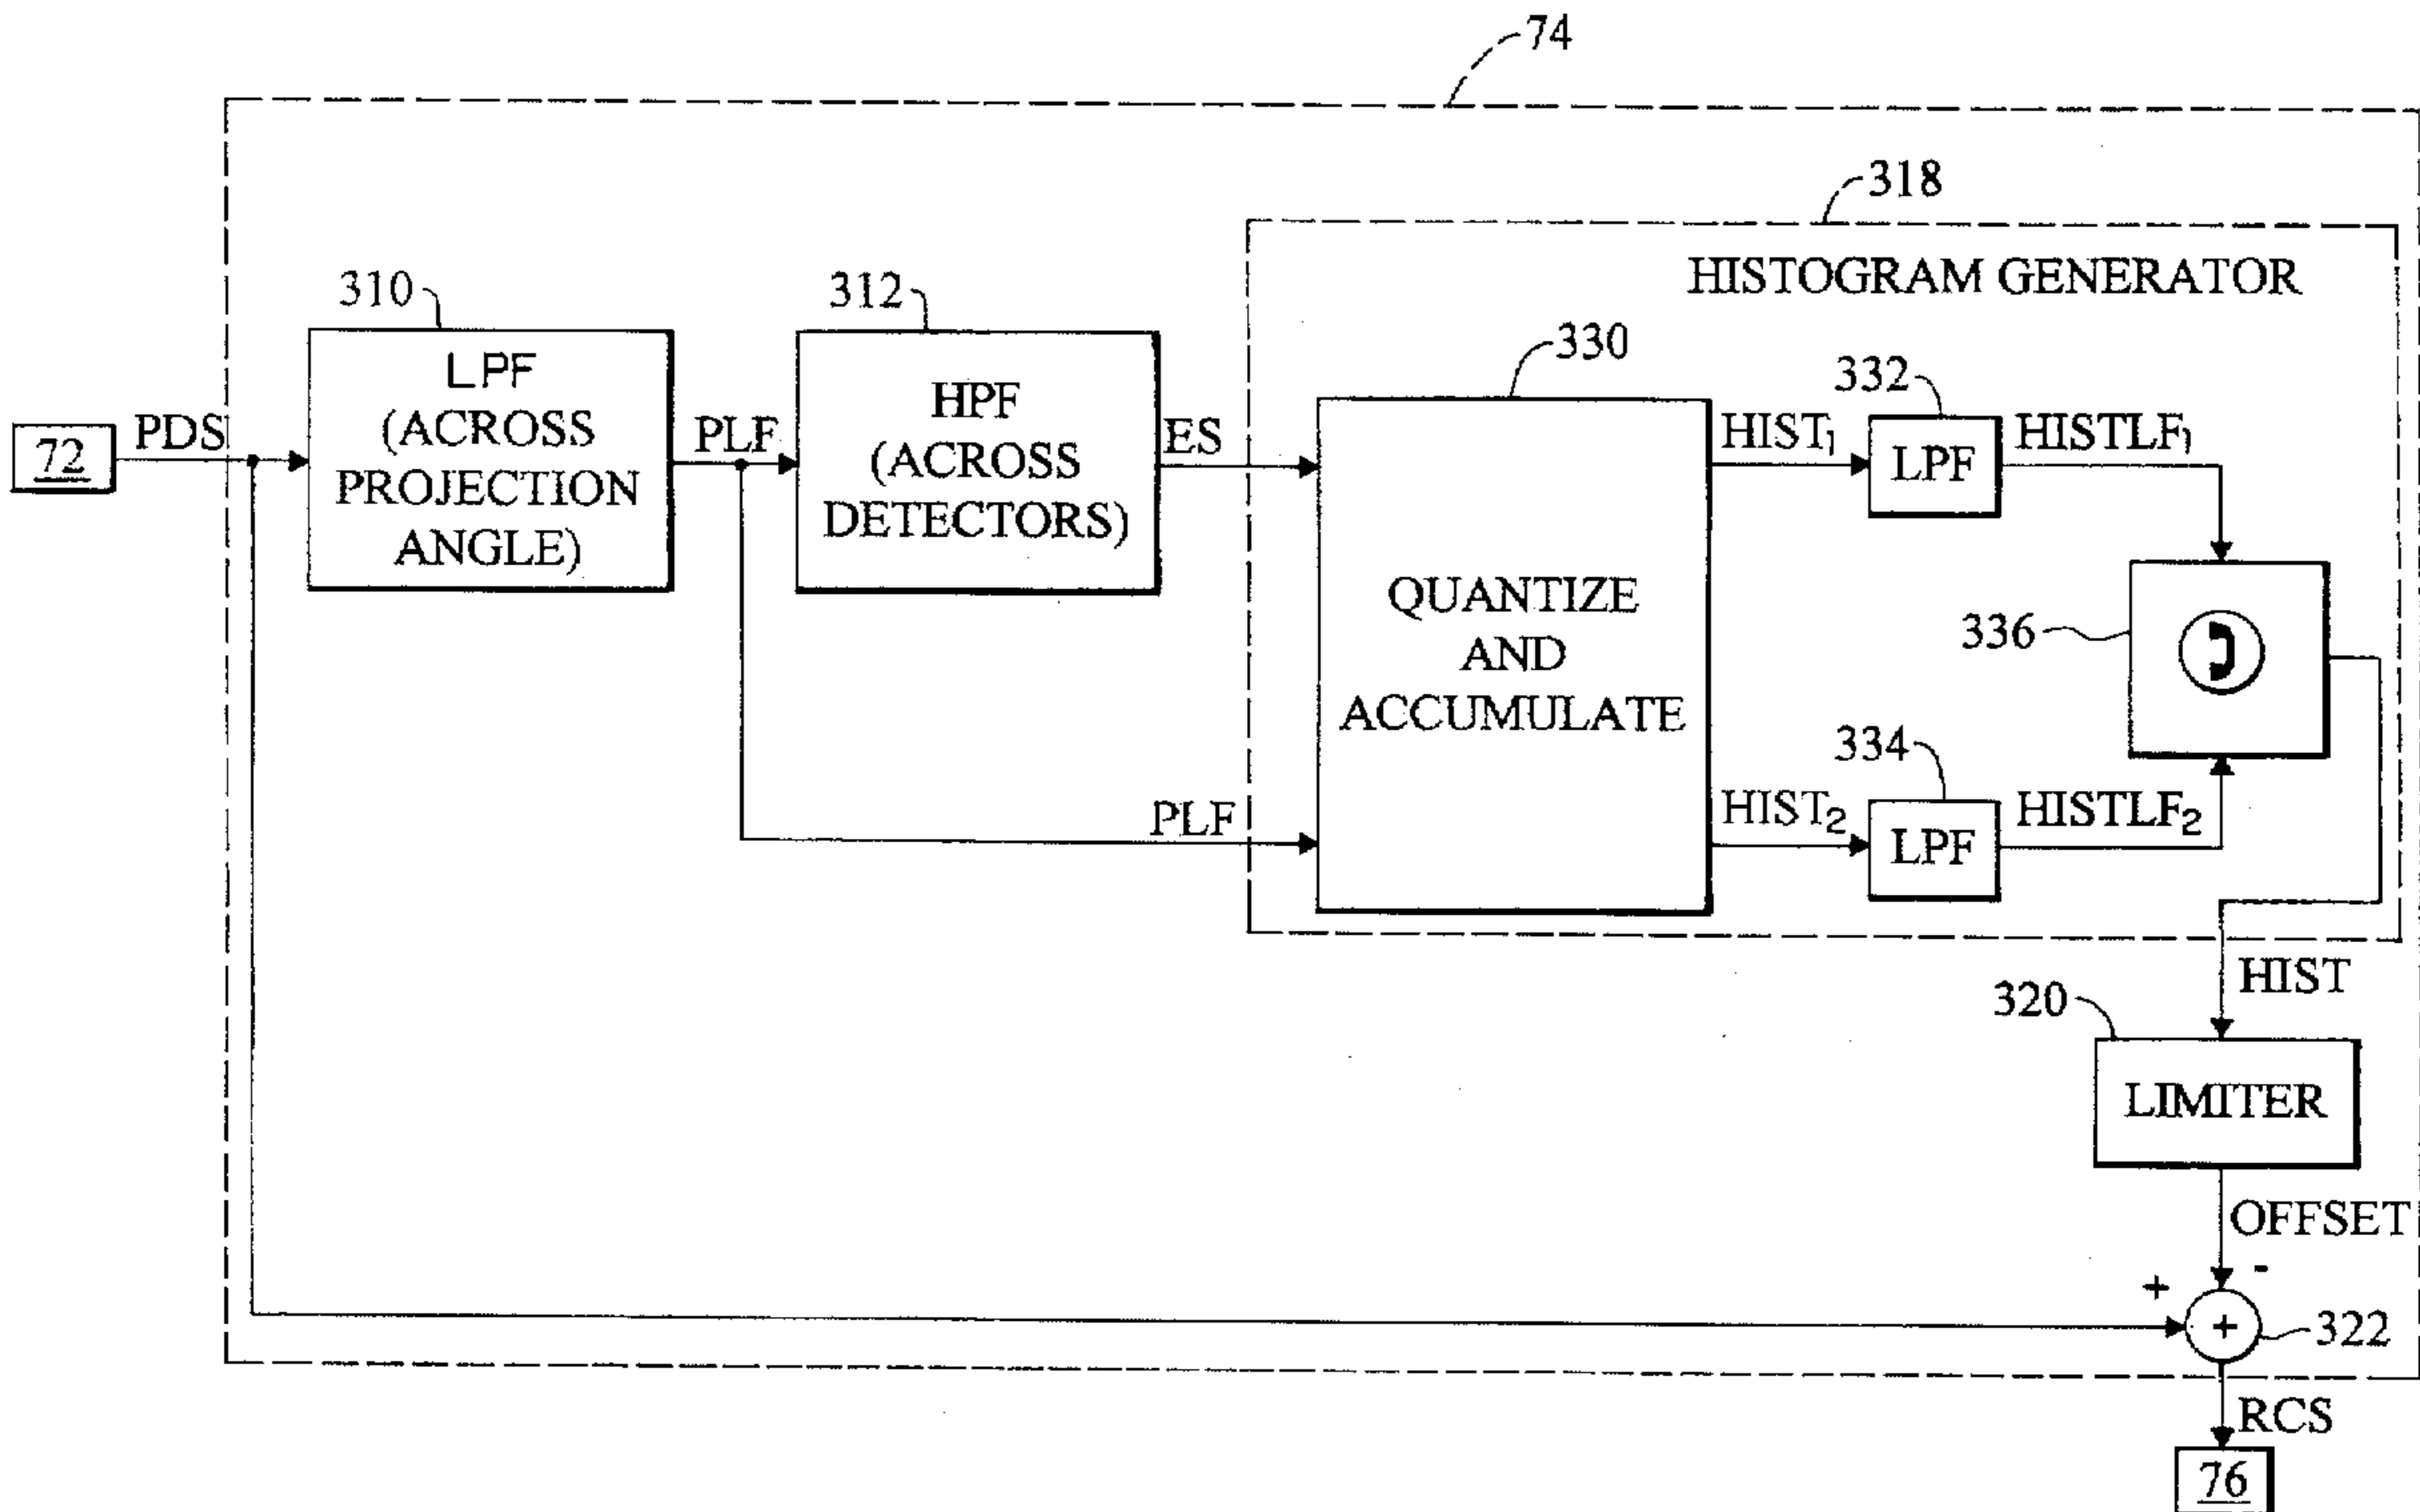 74
318
HISTOGRAM GENERATOR
310
312
330
332
LPF
(ACROSS
PROJECTION
ANGLE)
HPF
(ACROSS
DETECTORS)
72
PDS
PLF
ES
HIST1
LPF
HISTLF1
QUANTIZE
AND
ACCUMULATE
336
334
PLF
HIST2
LPF
HISTLF2
HIST
320
LIMITER
OFFSET
+
-
+
322
RCS
76